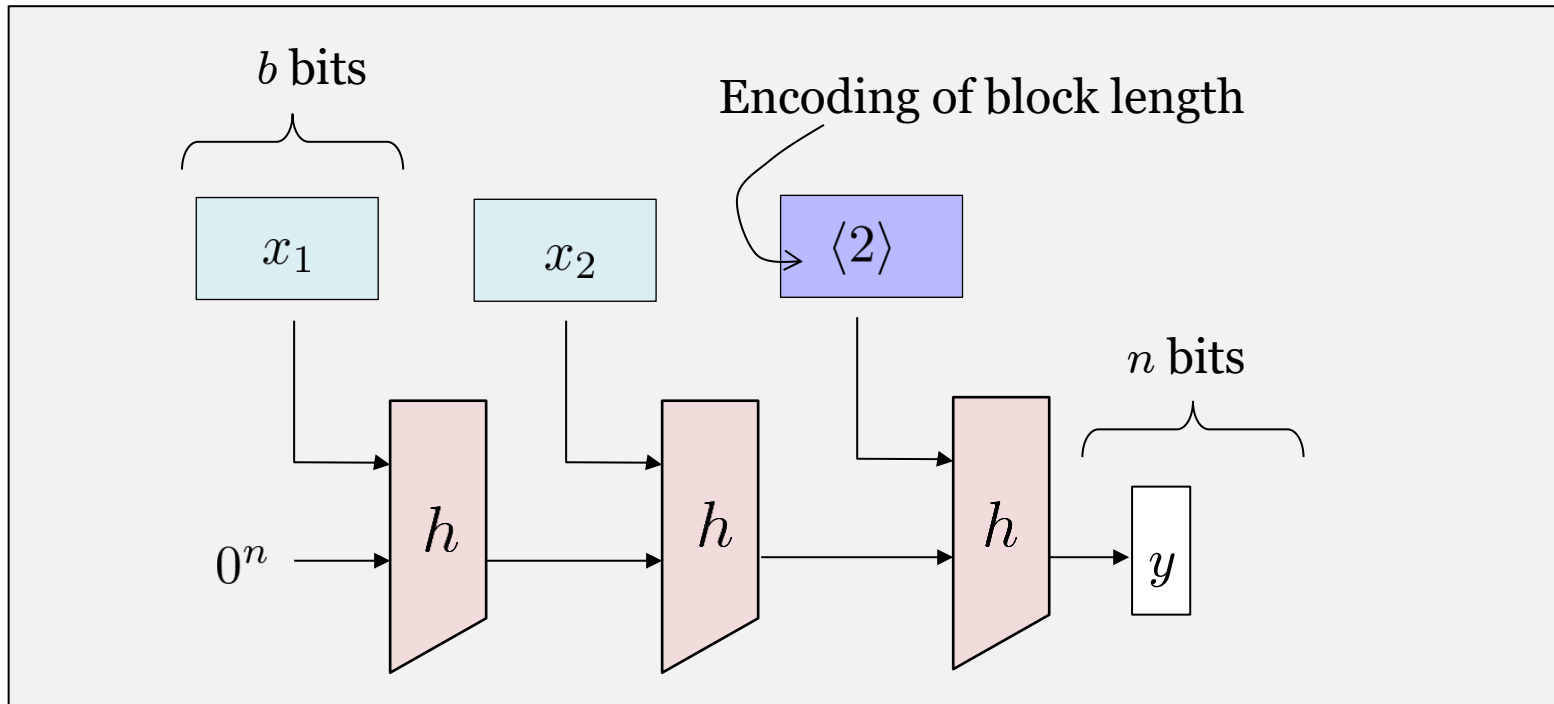 b bits
Encoding of block length
x₁
x₂
⟨2⟩
n bits
h
h
h
0ⁿ
y